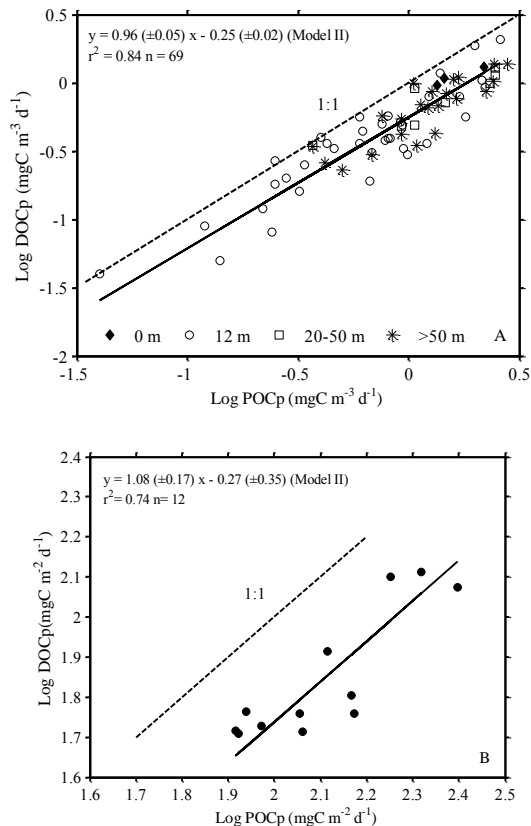 y = 0.96 (±0.05) x - 0.25 (±0.02) (Model II)
r2 = 0.84 n = 69
0.5
0
-0.5
-1
-1.5
-2
Log DOCp (mgC m-3 d-1)
1:1
0 m 12 m 20-50 m >50 m A
-1.5 -1 -0.5 0 0.5
Log POCp (mgC m-3 d-1)
y = 1.08 (±0.17) x - 0.27 (±0.35) (Model II)
r2= 0.74 n= 12
2.4
2.3
2.2
2.1
2
1.9
1.8
1.7
1.6
Log DOCp(mgC m-2 d-1)
1:1
B
1.6 1.7 1.8 1.9 2 2.1 2.2 2.3 2.4 2.5
Log POCp (mgC m-2 d-1)